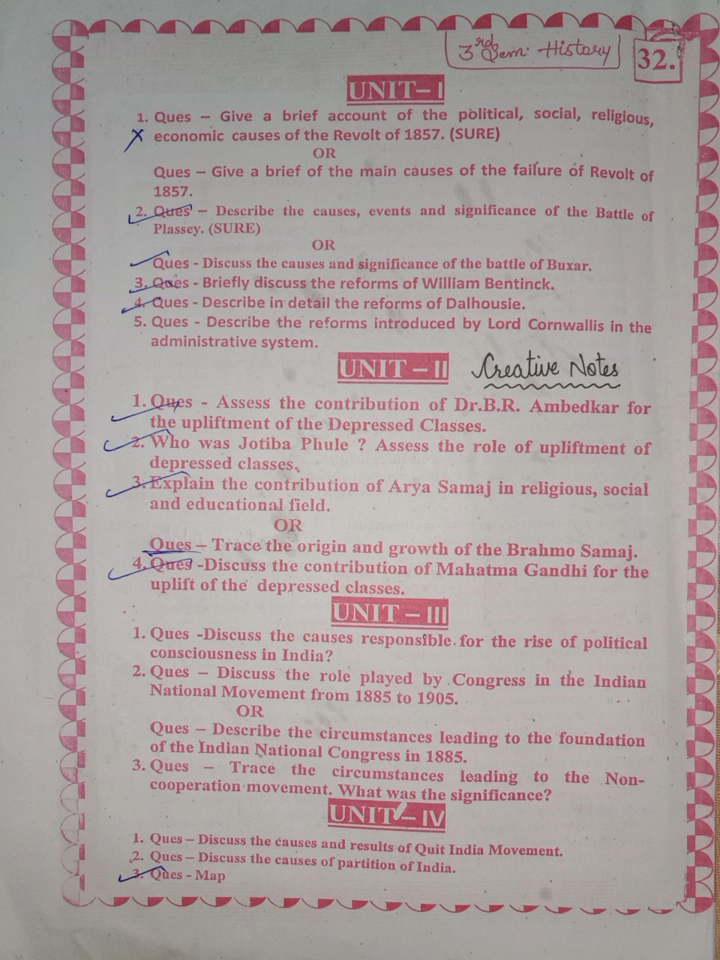 3rd Sem. History
32.
UNIT– I
1. Ques – Give a brief account of the political, social, religious,
economic causes of the Revolt of 1857. (SURE)
OR
Ques – Give a brief of the main causes of the failure of Revolt of
1857.
2. Ques – Describe the causes, events and significance of the Battle of
Plassey. (SURE)
OR
Ques - Discuss the causes and significance of the battle of Buxar.
3. Ques - Briefly discuss the reforms of William Bentinck.
4. Ques - Describe in detail the reforms of Dalhousie.
5. Ques - Describe the reforms introduced by Lord Cornwallis in the
administrative system.
UNIT – II Creative Notes
1. Ques - Assess the contribution of Dr.B.R. Ambedkar for
the upliftment of the Depressed Classes.
2. Who was Jotiba Phule ? Assess the role of upliftment of
depressed classes.
3. Explain the contribution of Arya Samaj in religious, social
and educational field.
OR
Ques – Trace the origin and growth of the Brahmo Samaj.
4. Ques -Discuss the contribution of Mahatma Gandhi for the
uplift of the depressed classes.
UNIT – III
1. Ques -Discuss the causes responsible for the rise of political
consciousness in India?
2. Ques – Discuss the role played by Congress in the Indian
National Movement from 1885 to 1905.
OR
Ques – Describe the circumstances leading to the foundation
of the Indian National Congress in 1885.
3. Ques – Trace the circumstances leading to the Non-
cooperation movement. What was the significance?
UNIT – IV
1. Ques – Discuss the causes and results of Quit India Movement.
2. Ques – Discuss the causes of partition of India.
3. Ques - Map